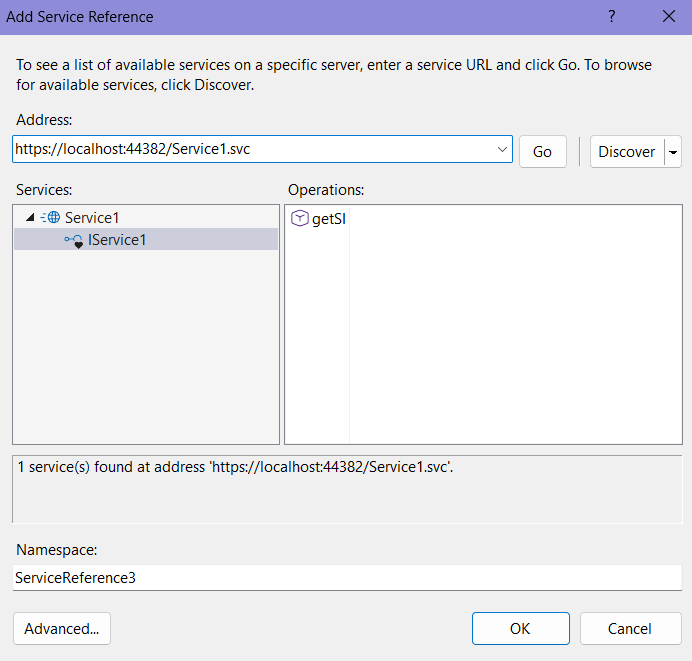 Add Service Reference
To see a list of available services on a specific server, enter a service URL and click Go. To browse
for available services, click Discover.
Address:
https://localhost:44382/Service1.svc
Go
Discover
Services:
Operations:
Service1
IService1
getSI
1 service(s) found at address 'https://localhost:44382/Service1.svc'.
Namespace:
ServiceReference3
Advanced...
OK
Cancel